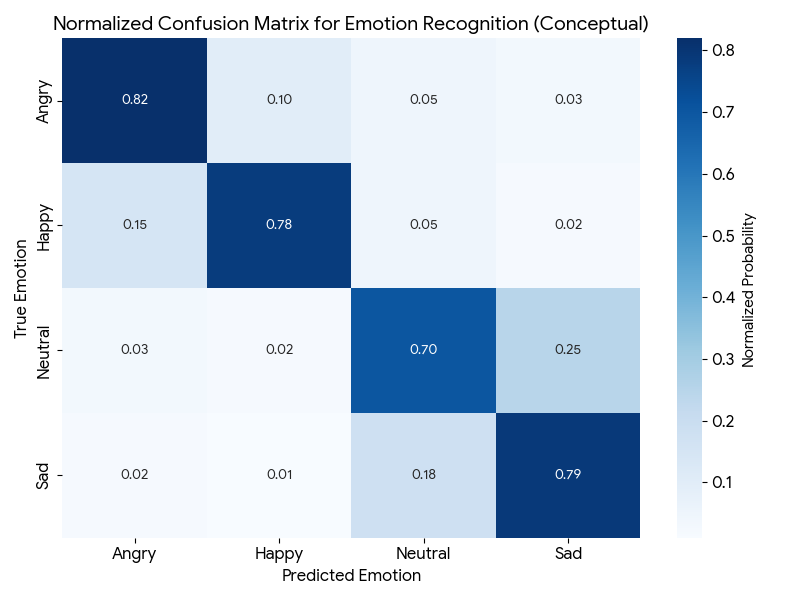 Normalized Confusion Matrix for Emotion Recognition (Conceptual)
True Emotion
Angry
0.82 0.10 0.05 0.03
Happy
0.15 0.78 0.05 0.02
Neutral
0.03 0.02 0.70 0.25
Sad
0.02 0.01 0.18 0.79
Angry Happy Neutral Sad
Predicted Emotion
0.8
0.7
0.6
0.5
0.4
0.3
0.2
0.1
Normalized Probability